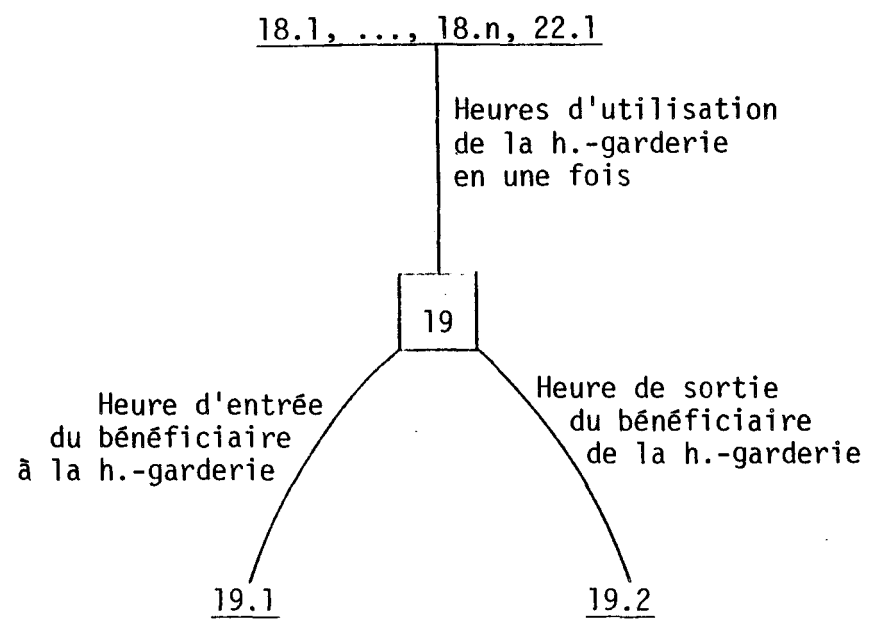 18.1, ..., 18.n, 22.1
Heures d'utilisation
de la h.-garderie
en une fois
19
Heure d'entrée
du bénéficiaire
à la h.-garderie
Heure de sortie
du bénéficiaire
de la h.-garderie
19.1
19.2